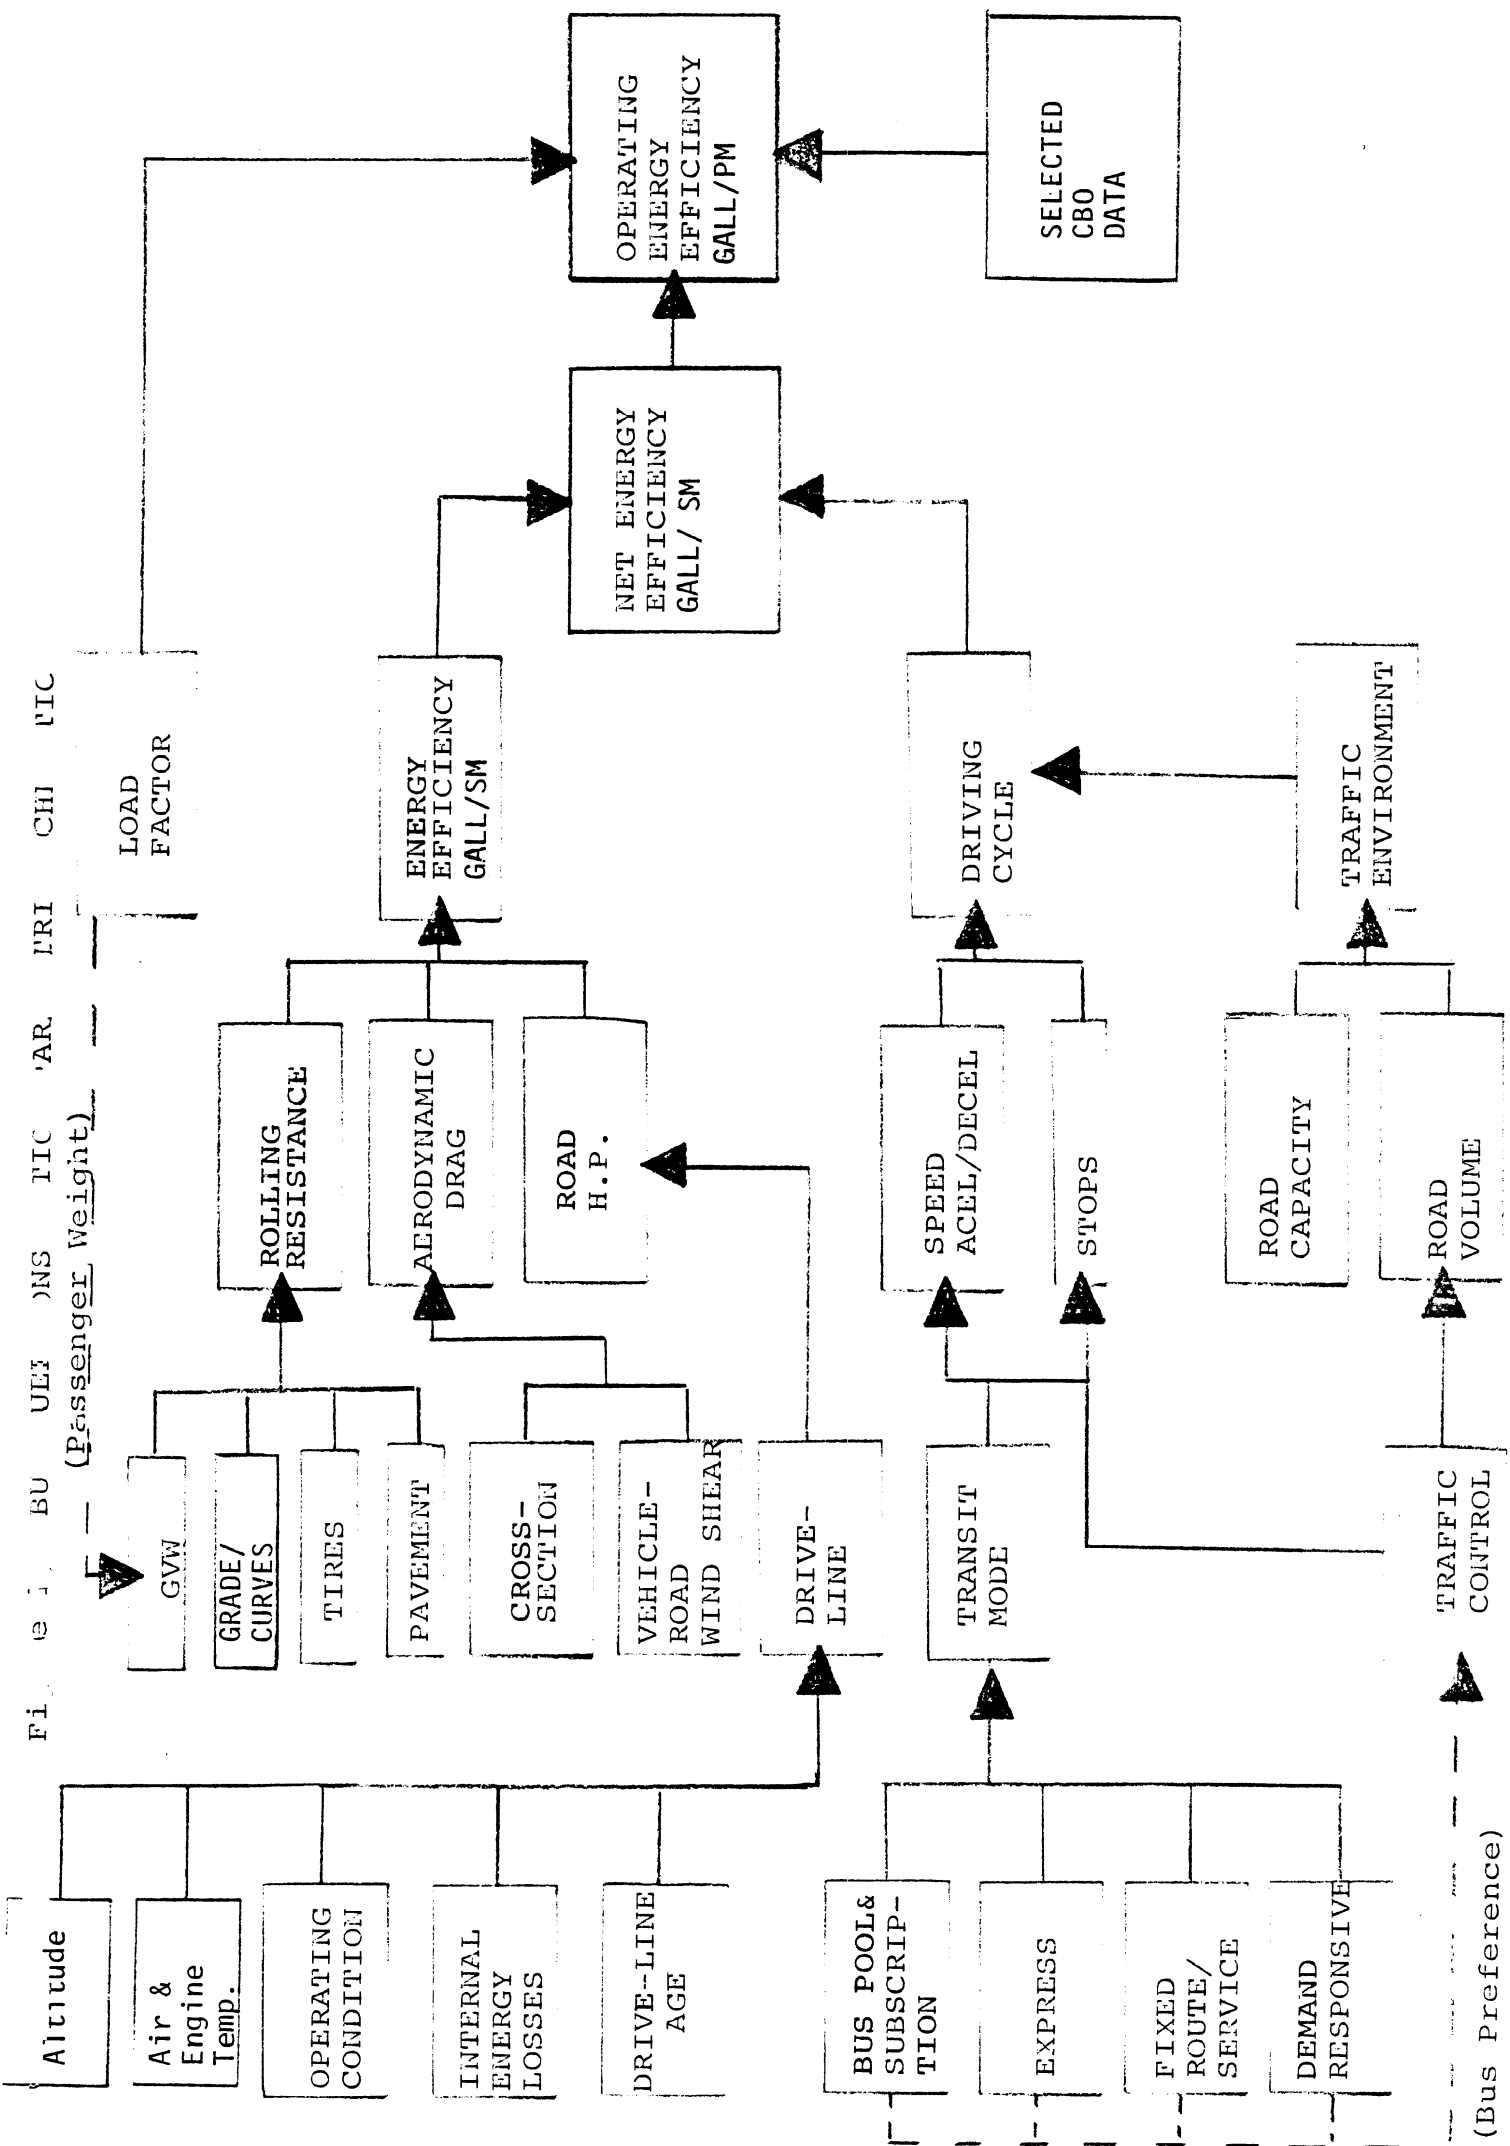 (Passenger Weight)
Altitude
Air &
Engine
Temp.
OPERATING
CONDITION
INTERNAL
ENERGY
LOSSES
DRIVE-LINE
AGE
BUS POOL&
SUBSCRIP-
TION
EXPRESS
FIXED
ROUTE/
SERVICE
DEMAND
RESPONSIVE
(Bus Preference)
GVW
GRADE/
CURVES
TIRES
PAVEMENT
CROSS-
SECTION
VEHICLE-
ROAD
WIND SHEAR
DRIVE-
LINE
TRANSIT
MODE
TRAFFIC
CONTROL
ROLLING
RESISTANCE
AERODYNAMIC
DRAG
ROAD
H.P.
SPEED
ACEL/DECEL
STOPS
ROAD
CAPACITY
ROAD
VOLUME
LOAD
FACTOR
ENERGY
EFFICIENCY
GALL/SM
DRIVING
CYCLE
TRAFFIC
ENVIRONMENT
NET ENERGY
EFFICIENCY
GALL/ SM
OPERATING
ENERGY
EFFICIENCY
GALL/PM
SELECTED
CBO
DATA